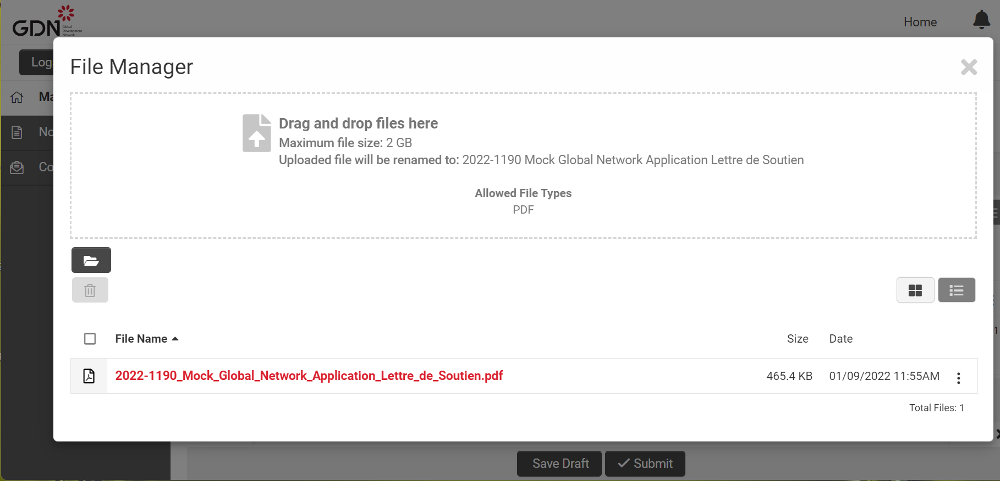 GDN
Global
Development
Network
Home
Log
File Manager
Ma
No
Co
Drag and drop files here
Maximum file size: 2 GB
Uploaded file will be renamed to: 2022-1190 Mock Global Network Application Lettre de Soutien
Allowed File Types
PDF
File Name
Size
Date
2022-1190_Mock_Global_Network_Application_Lettre_de_Soutien.pdf
465.4 KB
01/09/2022 11:55AM
Total Files: 1
1
Save Draft
Submit